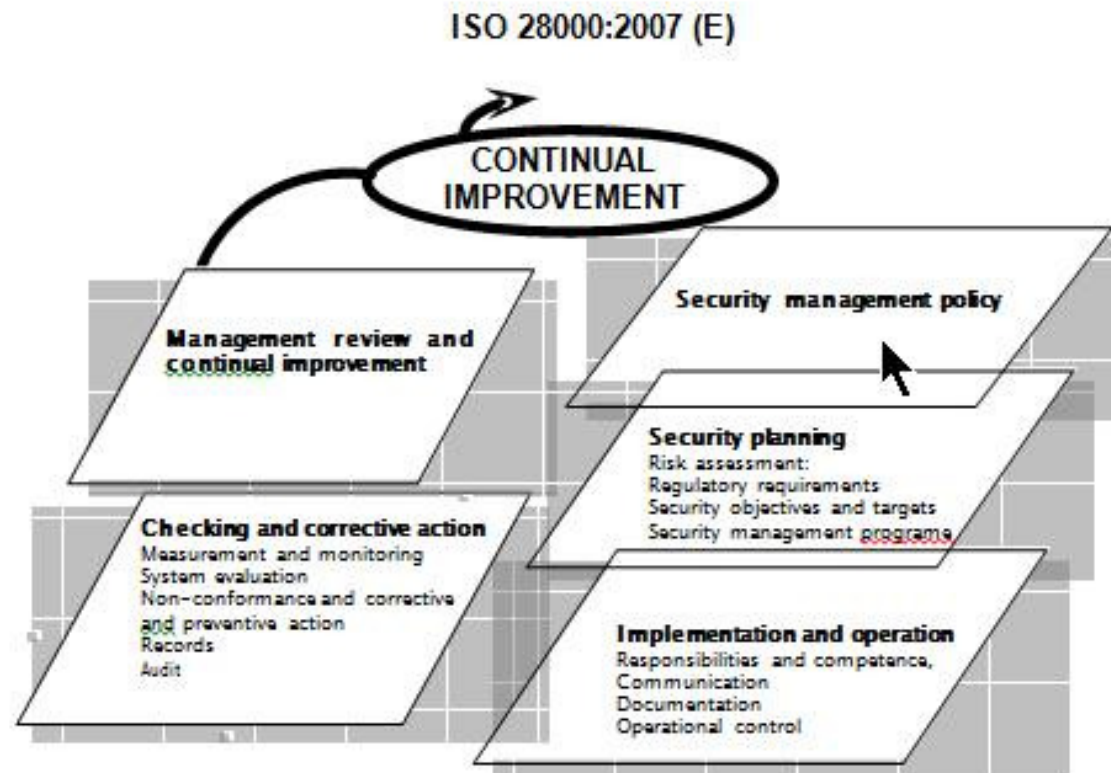 ISO 28000:2007 (E)
CONTINUAL
IMPROVEMENT
Security management policy
Management review and
continual improvement
Security planning
Risk assessment:
Regulatory requirements
Security objectives and targets
Security management programe
Checking and corrective action
Measurement and monitoring
System evaluation
Non-conformance and corrective
and preventive action
Records
Audit
Implementation and operation
Responsibilities and competence,
Communication
Documentation
Operational control